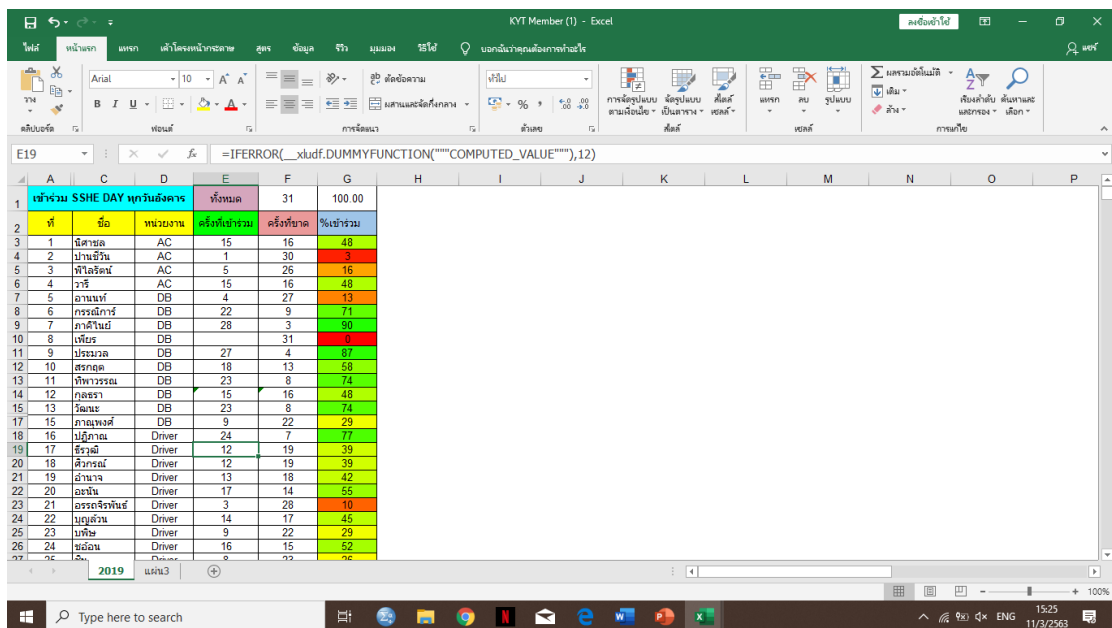 KYT Member (1) - Excel
ลงชื่อเข้าใช้
ไฟล์ หน้าแรก แทรก เค้าโครงหน้ากระดาษ สูตร ข้อมูล รีวิว มุมมอง วิธีใช้ บอกฉันว่าคุณต้องการทำอะไร แชร์
วาง Arial 10 B I U ตัดข้อความ ผสานและจัดกึ่งกลาง ทั่วไป % การจัดรูปแบบตามเงื่อนไข จัดรูปแบบเป็นตาราง สไตล์เซลล์ แทรก ลบ รูปแบบ ผลรวมอัตโนมัติ เติม ล้าง เรียงลำดับและกรอง ค้นหาและเลือก
คลิปบอร์ด ฟอนต์ การจัดแนว ตัวเลข สไตล์ เซลล์ การแก้ไข
E19 fx =IFERROR(__xludf.DUMMYFUNCTION("""COMPUTED_VALUE"""),12)
A C D E F G H I J K L M N O P
1 เข้าร่วม SSHE DAY ทุกวันอังคาร ทั้งหมด 31 100.00
2 ที่ ชื่อ หน่วยงาน ครั้งที่เข้าร่วม ครั้งที่ขาด %เข้าร่วม
3 1 นิศาชล AC 15 16 48
4 2 ปานชีวัน AC 1 30 3
5 3 พิไลรัตน์ AC 5 26 16
6 4 วารี AC 15 16 48
7 5 อานนท์ DB 4 27 13
8 6 กรรณิการ์ DB 22 9 71
9 7 ภาคิไนย์ DB 28 3 90
10 8 เพียร DB 31 0
11 9 ประมวล DB 27 4 87
12 10 สรกฤต DB 18 13 58
13 11 ทิพาวรรณ DB 23 8 74
14 12 กุลธรา DB 15 16 48
15 13 วัฒนะ DB 23 8 74
17 15 ภาณุพงศ์ DB 9 22 29
18 16 ปฏิภาณ Driver 24 7 77
19 17 ธีรวุฒิ Driver 12 19 39
20 18 ศิวกรณ์ Driver 12 19 39
21 19 อำนาจ Driver 13 18 42
22 20 อะนัน Driver 17 14 55
23 21 อรรถจิรพันธ์ Driver 3 28 10
24 22 บุญล้วน Driver 14 17 45
25 23 บพิษ Driver 9 22 29
26 24 ชอ้อน Driver 16 15 52
2019 แผ่น3
100%
Type here to search
ENG 15:25
11/3/2563